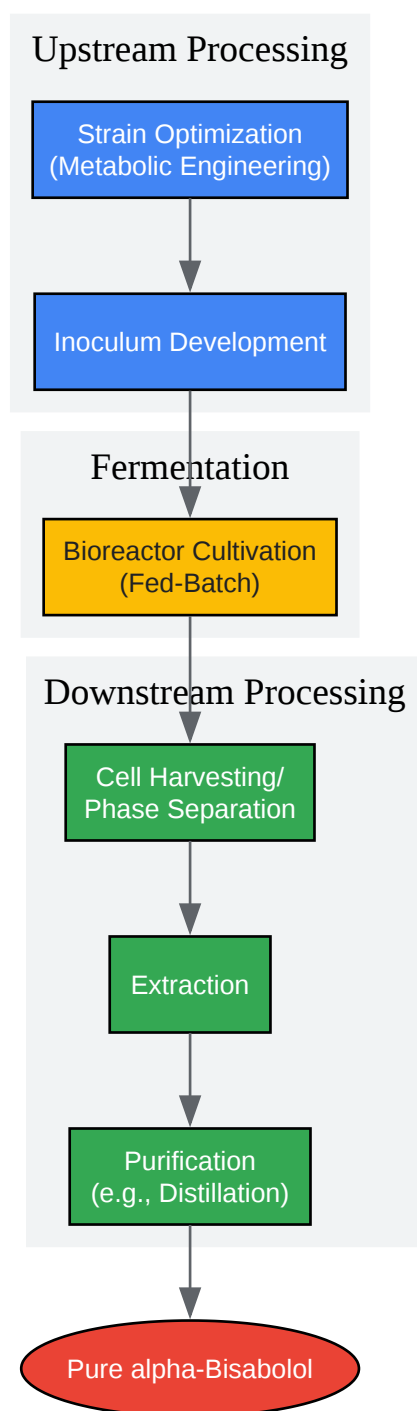 Upstream Processing
Strain Optimization
(Metabolic Engineering)
Inoculum Development
Fermentation
Bioreactor Cultivation
(Fed-Batch)
Downstream Processing
Cell Harvesting/
Phase Separation
Extraction
Purification
(e.g., Distillation)
Pure alpha-Bisabolol